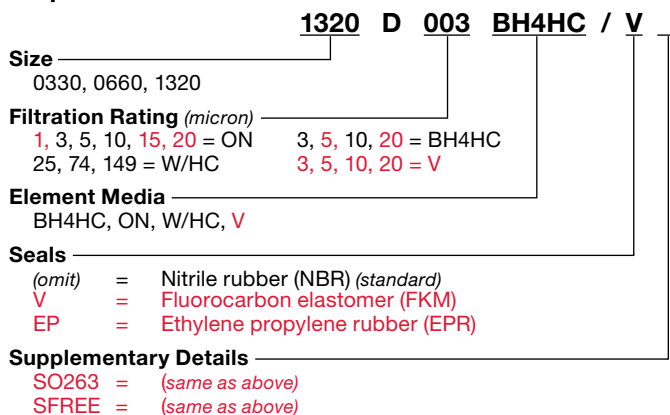 1320 D 003 BH4HC / V
Size
0330, 0660, 1320
Filtration Rating (micron)
1, 3, 5, 10, 15, 20 = ON 3, 5, 10, 20 = BH4HC
25, 74, 149 = W/HC 3, 5, 10, 20 = V
Element Media
BH4HC, ON, W/HC, V
Seals
(omit) = Nitrile rubber (NBR) (standard)
V = Fluorocarbon elastomer (FKM)
EP = Ethylene propylene rubber (EPR)
Supplementary Details
SO263 = (same as above)
SFREE = (same as above)